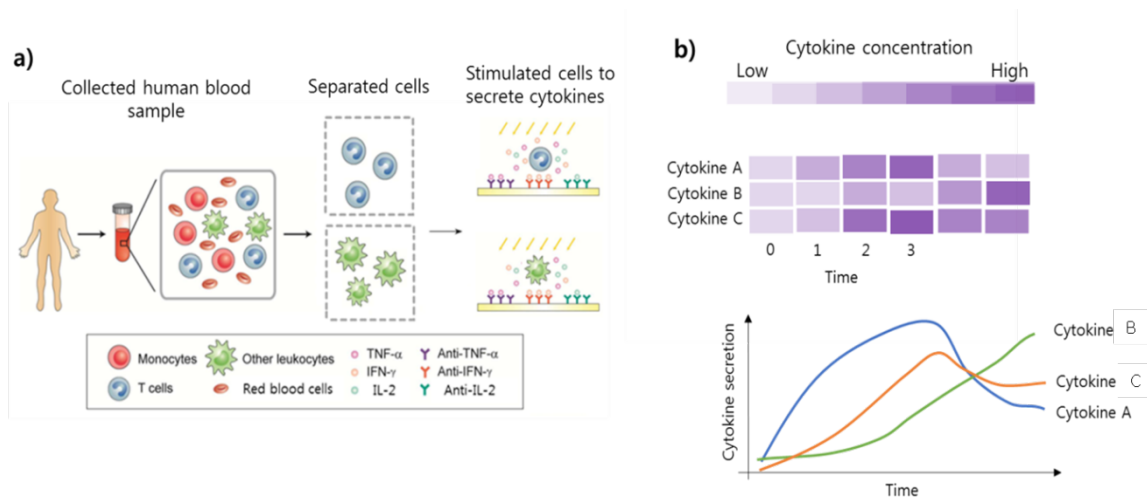 a)
Collected human blood
sample
Separated cells
Stimulated cells to
secrete cytokines
Monocytes
Other leukocytes
TNF-α
Anti-TNF-α
IFN-γ
Anti-IFN-γ
T cells
Red blood cells
IL-2
Anti-IL-2
b)
Cytokine concentration
Low
High
Cytokine A
Cytokine B
Cytokine C
0 1 2 3
Time
Cytokine secretion
Cytokine B
Cytokine C
Cytokine A
Time